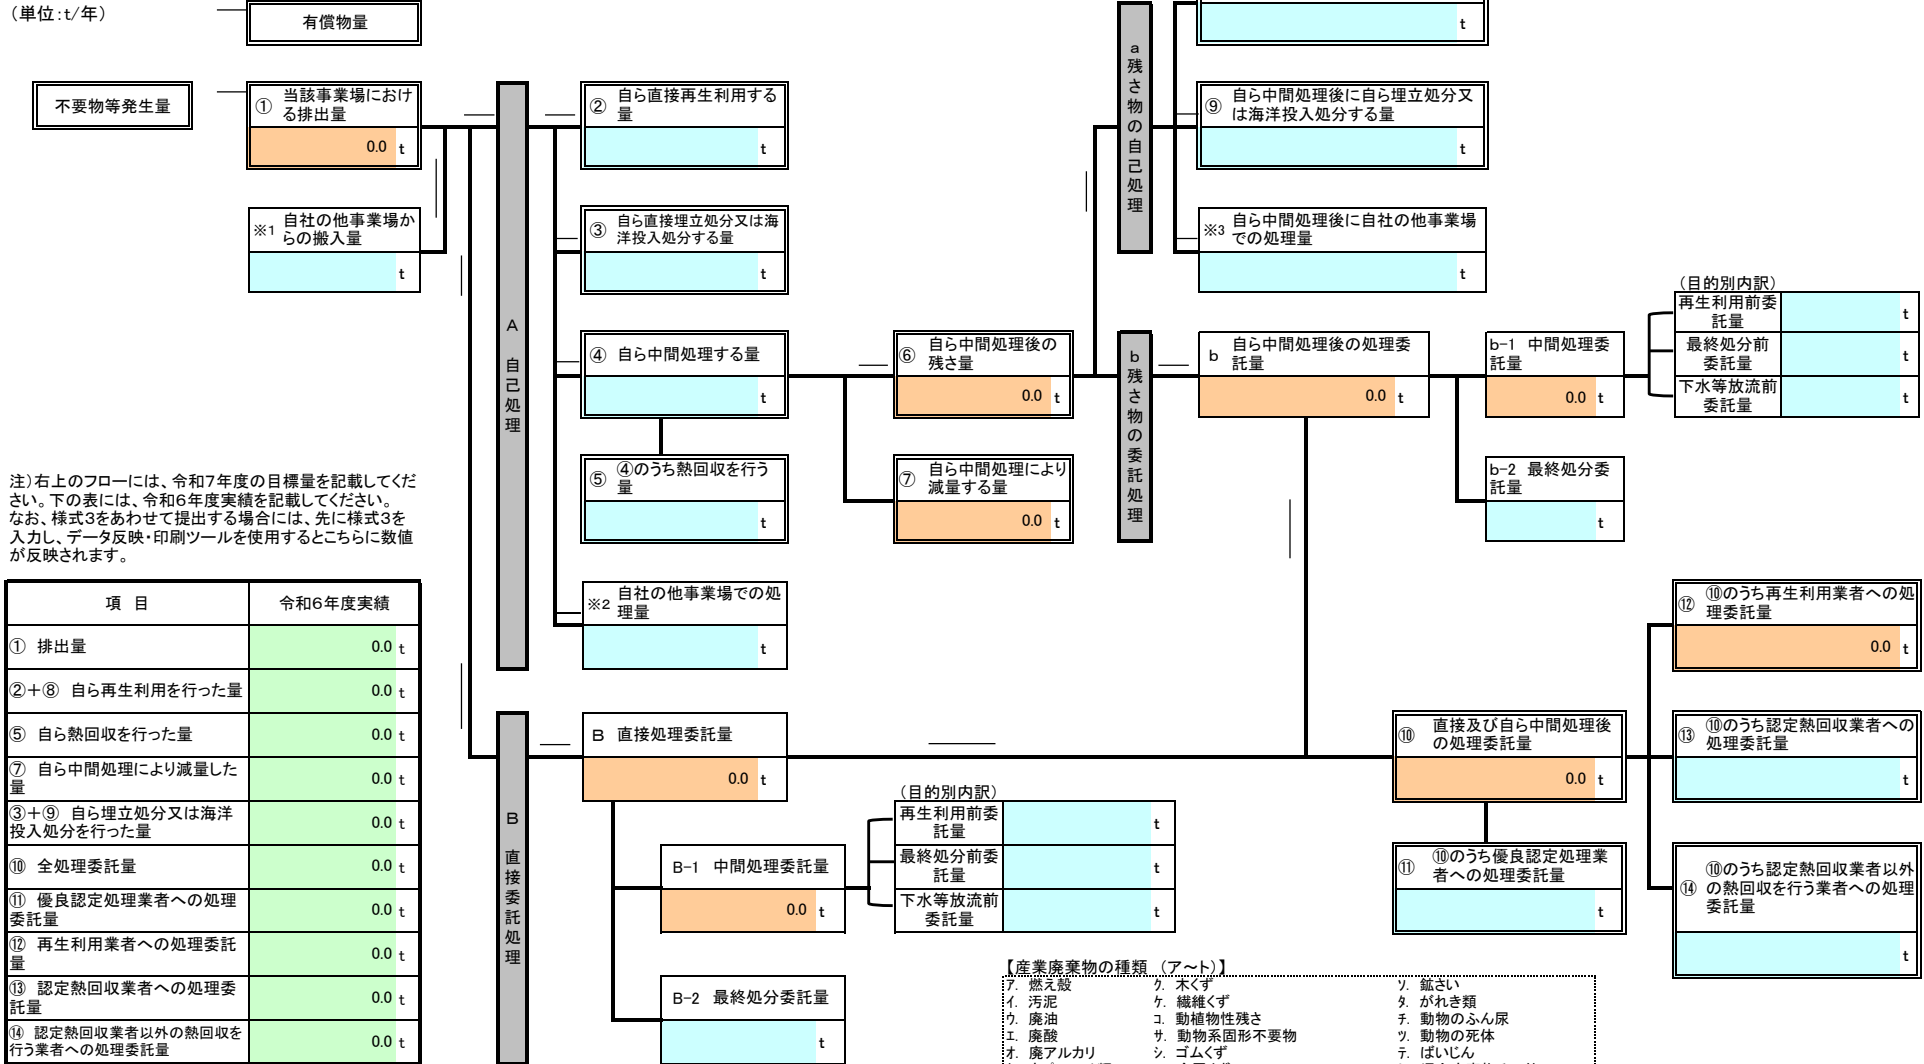 （単位：t/年）
有償物量
t
不要物等発生量
① 当該事業場におけ
る排出量
0.0 t
※1 自社の他事業場か
らの搬入量
t
A 自己処理
② 自ら直接再生利用する
量
t
③ 自ら直接埋立処分又は海
洋投入処分する量
t
④ 自ら中間処理する量
t
⑤ ④のうち熱回収を行う
量
t
※2 自社の他事業場での処
理量
t
⑥ 自ら中間処理後の
残さ量
0.0 t
⑦ 自ら中間処理により
減量する量
0.0 t
a残さ物の自己処理
⑨ 自ら中間処理後に自ら埋立処分又
は海洋投入処分する量
t
※3 自ら中間処理後に自社の他事業場
での処理量
t
b残さ物の委託処理
b 自ら中間処理後の処理委
託量
0.0 t
b-1 中間処理委
託量
0.0 t
b-2 最終処分委
託量
t
（目的別内訳）
再生利用前委
託量
t
最終処分前
委託量
t
下水等放流前
委託量
t
注）右上のフローには、令和７年度の目標量を記載してくだ
さい。下の表には、令和６年度実績を記載してください。
なお、様式３をあわせて提出する場合には、先に様式３を
入力し、データ反映・印刷ツールを使用するとこちらに数値
が反映されます。
項 目 令和６年度実績
① 排出量 0.0 t
②＋⑧ 自ら再生利用を行った量 0.0 t
⑤ 自ら熱回収を行った量 0.0 t
⑦ 自ら中間処理により減量した
量 0.0 t
③＋⑨ 自ら埋立処分又は海洋
投入処分を行った量 0.0 t
⑩ 全処理委託量 0.0 t
⑪ 優良認定処理業者への処理
委託量 0.0 t
⑫ 再生利用業者への処理委託
量 0.0 t
⑬ 認定熱回収業者への処理委
託量 0.0 t
⑭ 認定熱回収業者以外の熱回収を
行う業者への処理委託量 0.0 t
B 直接委託処理
B 直接処理委託量
0.0 t
B-1 中間処理委託量
0.0 t
B-2 最終処分委託量
t
（目的別内訳）
再生利用前委
託量
t
最終処分前委
託量
t
下水等放流前
委託量
t
⑩ 直接及び自ら中間処理後
の処理委託量
0.0 t
⑪ ⑩のうち優良認定処理業
者への処理委託量
t
⑫ ⑩のうち再生利用業者への処
理委託量
0.0 t
⑬ ⑩のうち認定熱回収業者への
処理委託量
t
⑭ ⑩のうち認定熱回収業者以外
の熱回収を行う業者への処理
委託量
t
【産業廃棄物の種類 （ア～ト）】
ア. 燃え殻 ク. 木くず ソ. 鉱さい
イ. 汚泥 ケ. 繊維くず タ. がれき類
ウ. 廃油 コ. 動植物性残さ チ. 動物のふん尿
エ. 廃酸 サ. 動物系固形不要物 ツ. 動物の死体
オ. 廃アルカリ シ. ゴムくず テ. ばいじん